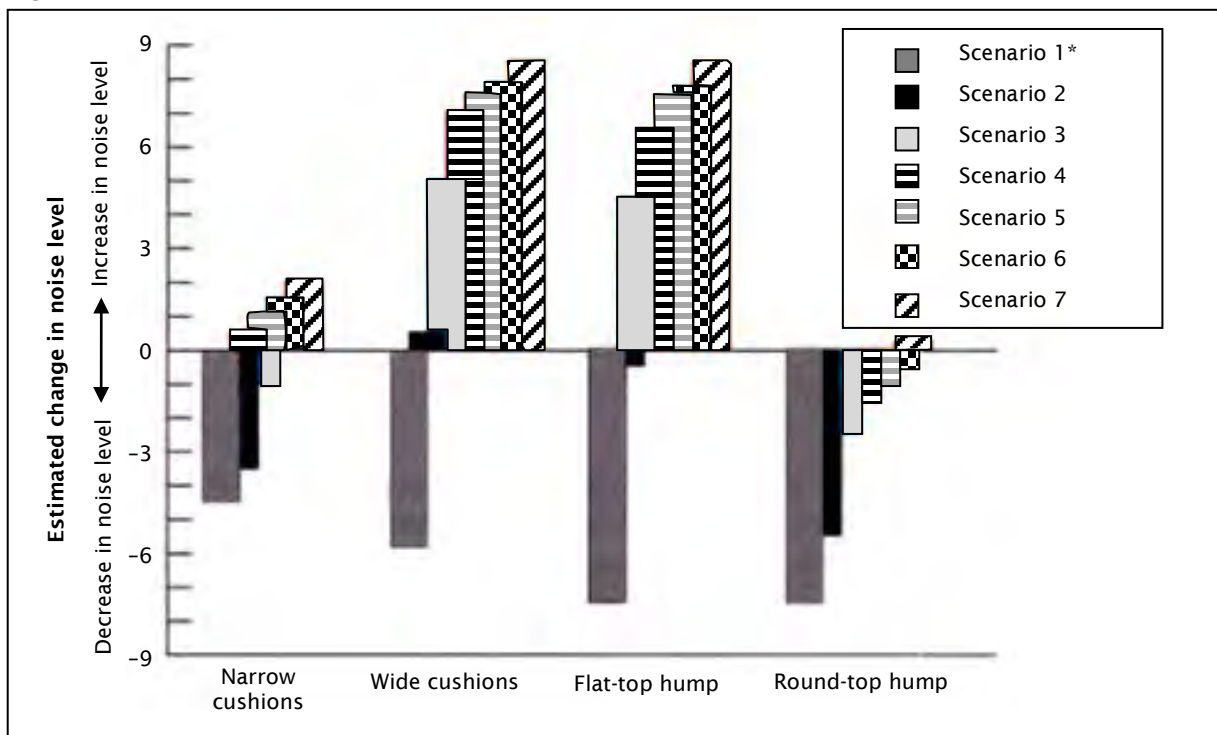 Estimated change in noise level
Decrease in noise level
Increase in noise level
9
6
3
0
–3
–6
–9
Narrow
cushions
Wide cushions
Flat-top hump
Round-top hump
Scenario 1*
Scenario 2
Scenario 3
Scenario 4
Scenario 5
Scenario 6
Scenario 7